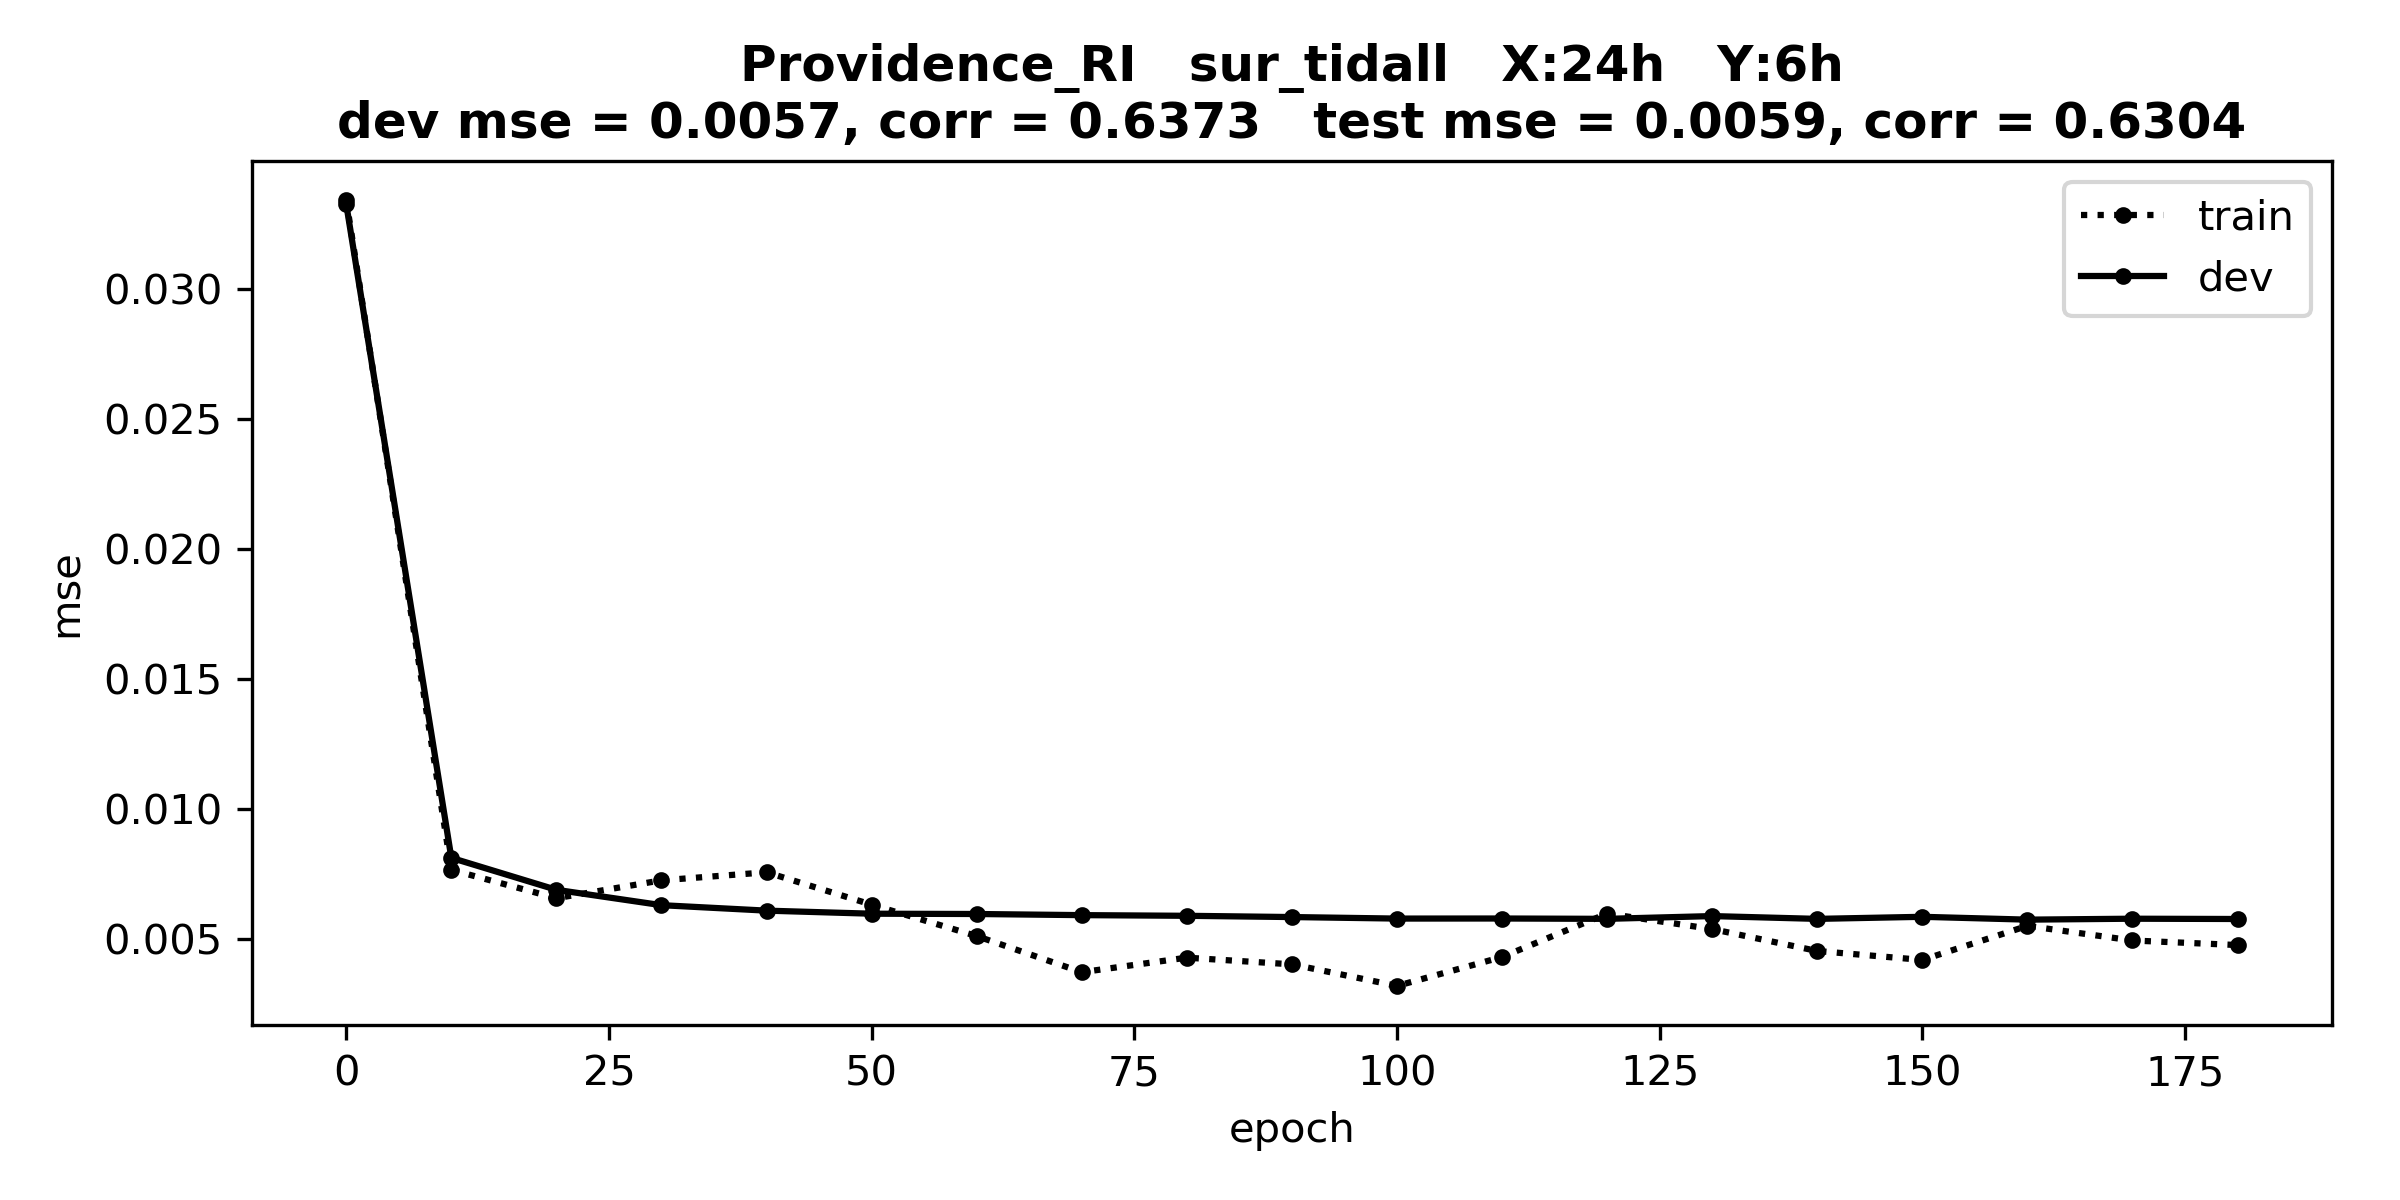 Providence_RI   sur_tidall   X:24h   Y:6h
dev mse = 0.0057, corr = 0.6373   test mse = 0.0059, corr = 0.6304
train
dev
0.030
0.025
0.020
0.015
0.010
0.005
mse
0 25 50 75 100 125 150 175
epoch